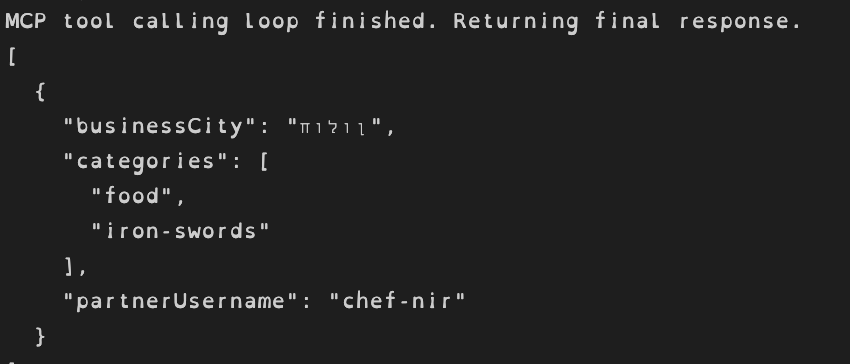 MCP tool calling loop finished. Returning final response.
[
{
"businessCity": "חולון",
"categories": [
"food",
"iron-swords"
],
"partnerUsername": "chef-nir"
}